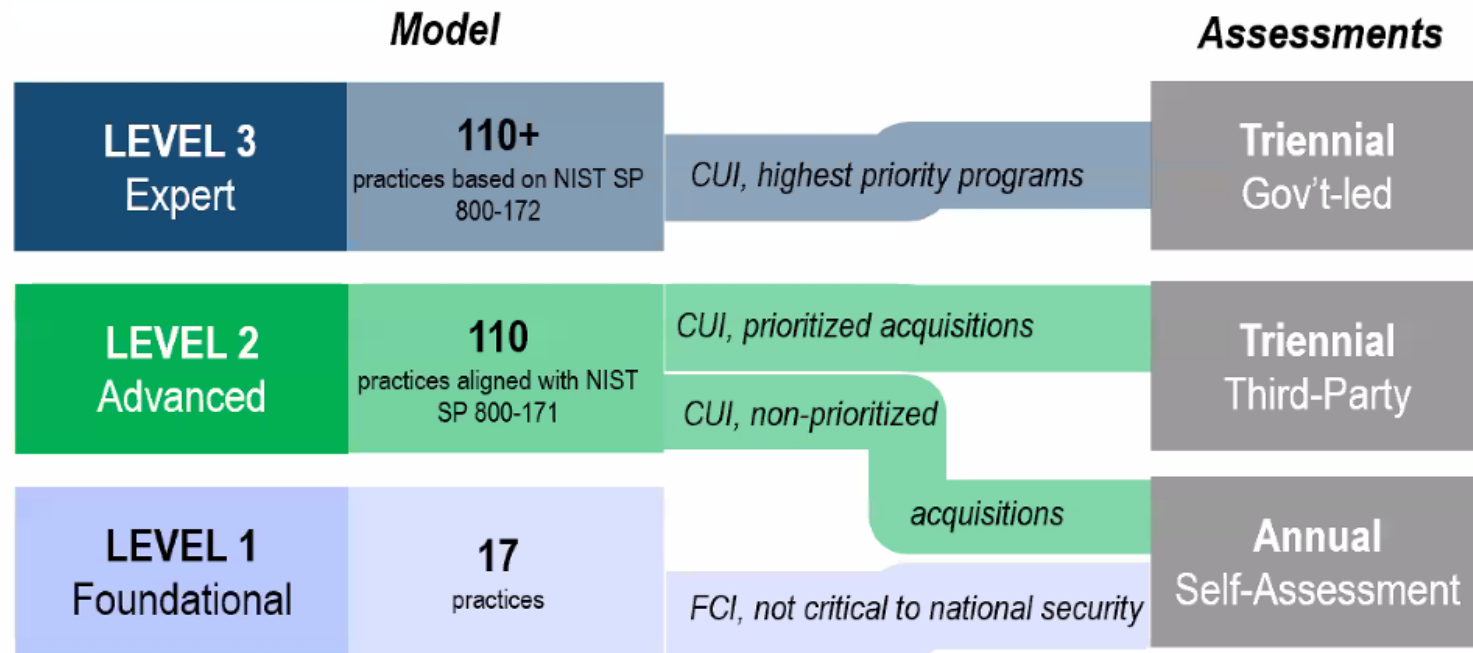 Model
Assessments
LEVEL 3
Expert
110+
practices based on NIST SP
800-172
CUI, highest priority programs
Triennial
Gov't-led
LEVEL 2
Advanced
110
practices aligned with NIST
SP 800-171
CUI, prioritized acquisitions
CUI, non-prioritized
acquisitions
Triennial
Third-Party
LEVEL 1
Foundational
17
practices
FCI, not critical to national security
Annual
Self-Assessment